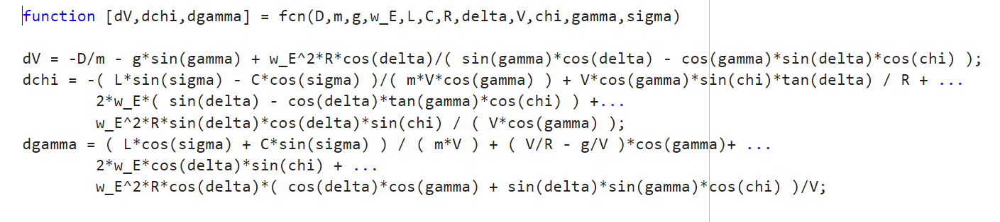 function [dV,dchi,dgamma] = fcn(D,m,g,w_E,L,C,R,delta,V,chi,gamma,sigma)
dV = -D/m - g*sin(gamma) + w_E^2*R*cos(delta)/( sin(gamma)*cos(delta) - cos(gamma)*sin(delta)*cos(chi) );
dchi = -( L*sin(sigma) - C*cos(sigma) )/( m*V*cos(gamma) ) + V*cos(gamma)*sin(chi)*tan(delta) / R + ...
2*w_E*( sin(delta) - cos(delta)*tan(gamma)*cos(chi) ) +...
w_E^2*R*sin(delta)*cos(delta)*sin(chi) / ( V*cos(gamma) );
dgamma = ( L*cos(sigma) + C*sin(sigma) ) / ( m*V ) + ( V/R - g/V )*cos(gamma)+ ...
2*w_E*cos(delta)*sin(chi) + ...
w_E^2*R*cos(delta)*( cos(delta)*cos(gamma) + sin(delta)*sin(gamma)*cos(chi) )/V;